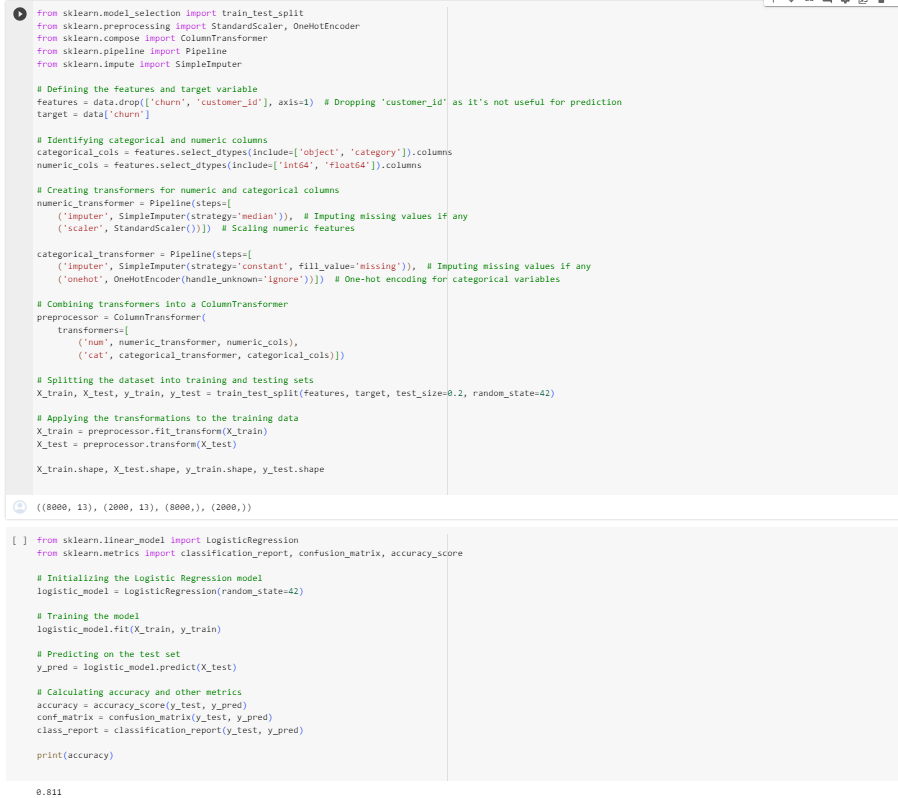 from sklearn.model_selection import train_test_split
from sklearn.preprocessing import StandardScaler, OneHotEncoder
from sklearn.compose import ColumnTransformer
from sklearn.pipeline import Pipeline
from sklearn.impute import SimpleImputer
# Defining the features and target variable
features = data.drop(['churn', 'customer_id'], axis=1)  # Dropping 'customer_id' as it's not useful for prediction
target = data['churn']
# Identifying categorical and numeric columns
categorical_cols = features.select_dtypes(include=['object', 'category']).columns
numeric_cols = features.select_dtypes(include=['int64', 'float64']).columns
# Creating transformers for numeric and categorical columns
numeric_transformer = Pipeline(steps=[
    ('imputer', SimpleImputer(strategy='median')),  # Imputing missing values if any
    ('scaler', StandardScaler())])  # Scaling numeric features
categorical_transformer = Pipeline(steps=[
    ('imputer', SimpleImputer(strategy='constant', fill_value='missing')),  # Imputing missing values if any
    ('onehot', OneHotEncoder(handle_unknown='ignore'))])  # One-hot encoding for categorical variables
# Combining transformers into a ColumnTransformer
preprocessor = ColumnTransformer(
    transformers=[
        ('num', numeric_transformer, numeric_cols),
        ('cat', categorical_transformer, categorical_cols)])
# Splitting the dataset into training and testing sets
X_train, X_test, y_train, y_test = train_test_split(features, target, test_size=0.2, random_state=42)
# Applying the transformations to the training data
X_train = preprocessor.fit_transform(X_train)
X_test = preprocessor.transform(X_test)
X_train.shape, X_test.shape, y_train.shape, y_test.shape
((8000, 13), (2000, 13), (8000,), (2000,))
[ ] from sklearn.linear_model import LogisticRegression
from sklearn.metrics import classification_report, confusion_matrix, accuracy_score
# Initializing the Logistic Regression model
logistic_model = LogisticRegression(random_state=42)
# Training the model
logistic_model.fit(X_train, y_train)
# Predicting on the test set
y_pred = logistic_model.predict(X_test)
# Calculating accuracy and other metrics
accuracy = accuracy_score(y_test, y_pred)
conf_matrix = confusion_matrix(y_test, y_pred)
class_report = classification_report(y_test, y_pred)
print(accuracy)
0.811